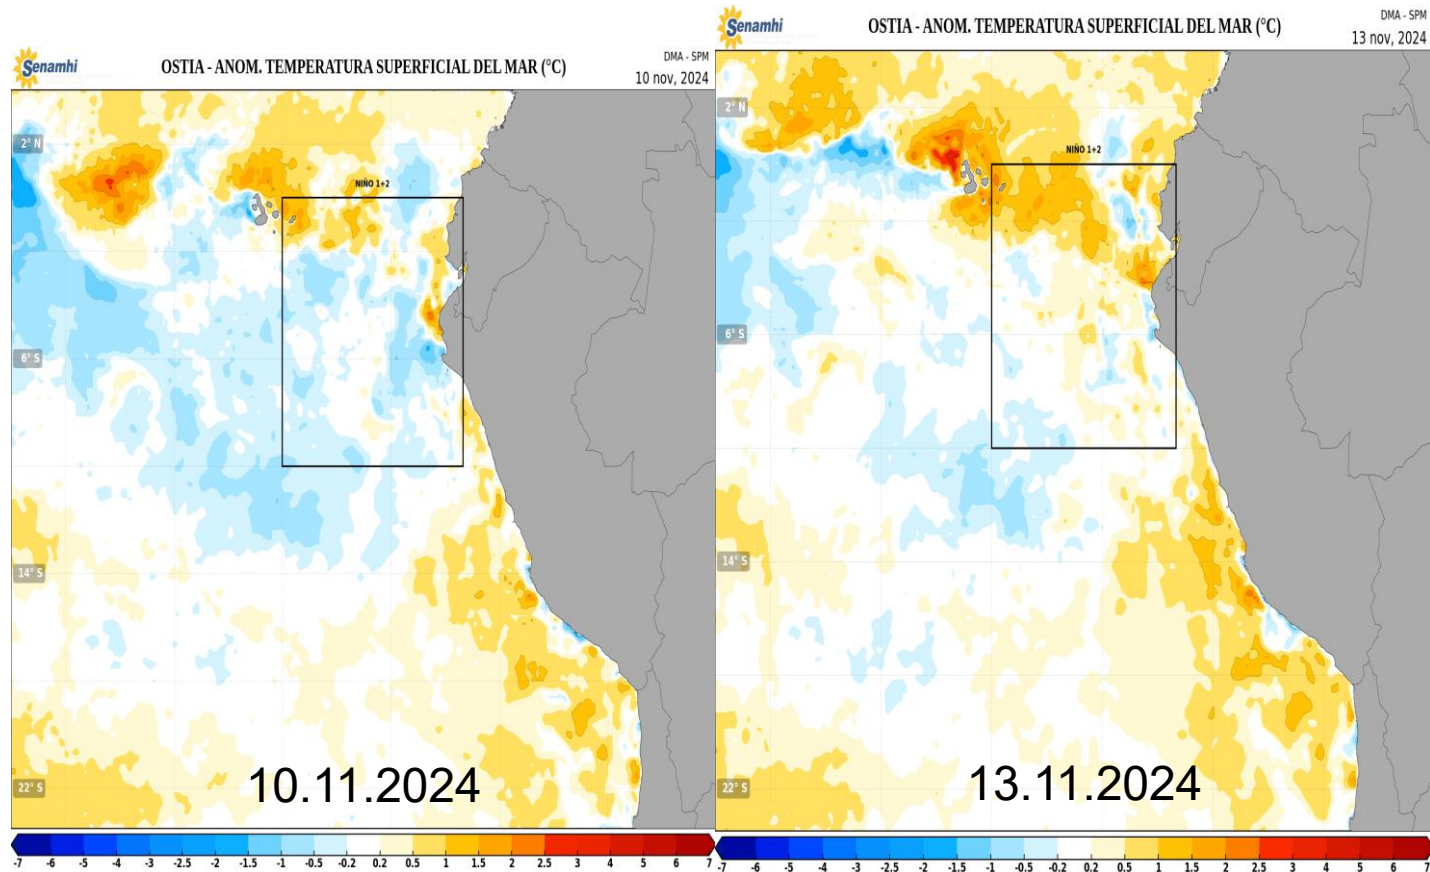 Senamhi
OSTIA - ANOM. TEMPERATURA SUPERFICIAL DEL MAR (°C)
DMA - SPM
10 nov, 2024
2° N
NIÑO 1+2
6° S
14° S
22° S
10.11.2024
-7 -6 -5 -4 -3 -2.5 -2 -1.5 -1 -0.5 -0.2 0.2 0.5 1 1.5 2 2.5 3 4 5 6 7
Senamhi
OSTIA - ANOM. TEMPERATURA SUPERFICIAL DEL MAR (°C)
DMA - SPM
13 nov, 2024
2° N
NIÑO 1+2
6° S
14° S
22° S
13.11.2024
-7 -6 -5 -4 -3 -2.5 -2 -1.5 -1 -0.5 -0.2 0.2 0.5 1 1.5 2 2.5 3 4 5 6 7